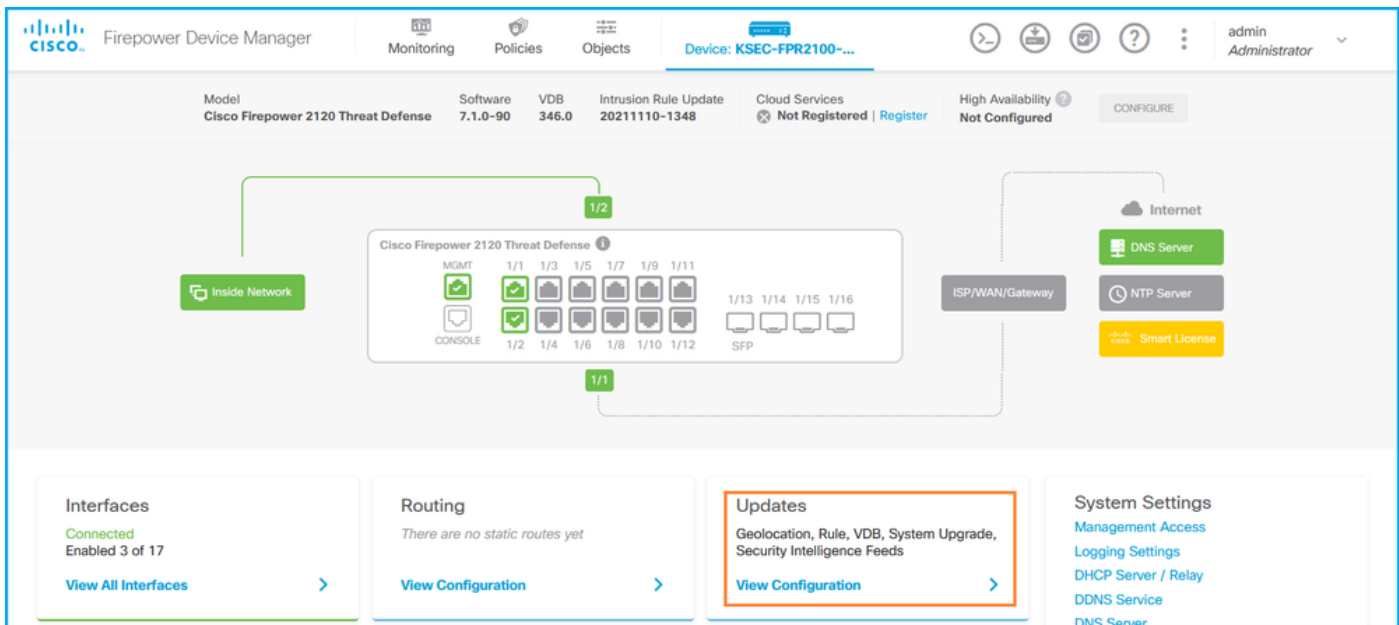 CISCO
Firepower Device Manager
Monitoring
Policies
Objects
Device: KSEC-FPR2100-...
>_
?
admin
Administrator
Model
Cisco Firepower 2120 Threat Defense
Software
7.1.0-90
VDB
346.0
Intrusion Rule Update
20211110-1348
Cloud Services
Not Registered | Register
High Availability ?
Not Configured
CONFIGURE
1/2
Internet
Cisco Firepower 2120 Threat Defense i
MGMT 1/1 1/3 1/5 1/7 1/9 1/11
DNS Server
Inside Network
1/13 1/14 1/15 1/16
ISP/WAN/Gateway
NTP Server
CONSOLE 1/2 1/4 1/6 1/8 1/10 1/12 SFP
cisco Smart License
1/1
Interfaces
Connected
Enabled 3 of 17
View All Interfaces
Routing
There are no static routes yet
View Configuration
Updates
Geolocation, Rule, VDB, System Upgrade,
Security Intelligence Feeds
View Configuration
System Settings
Management Access
Logging Settings
DHCP Server / Relay
DDNS Service
DNS Server